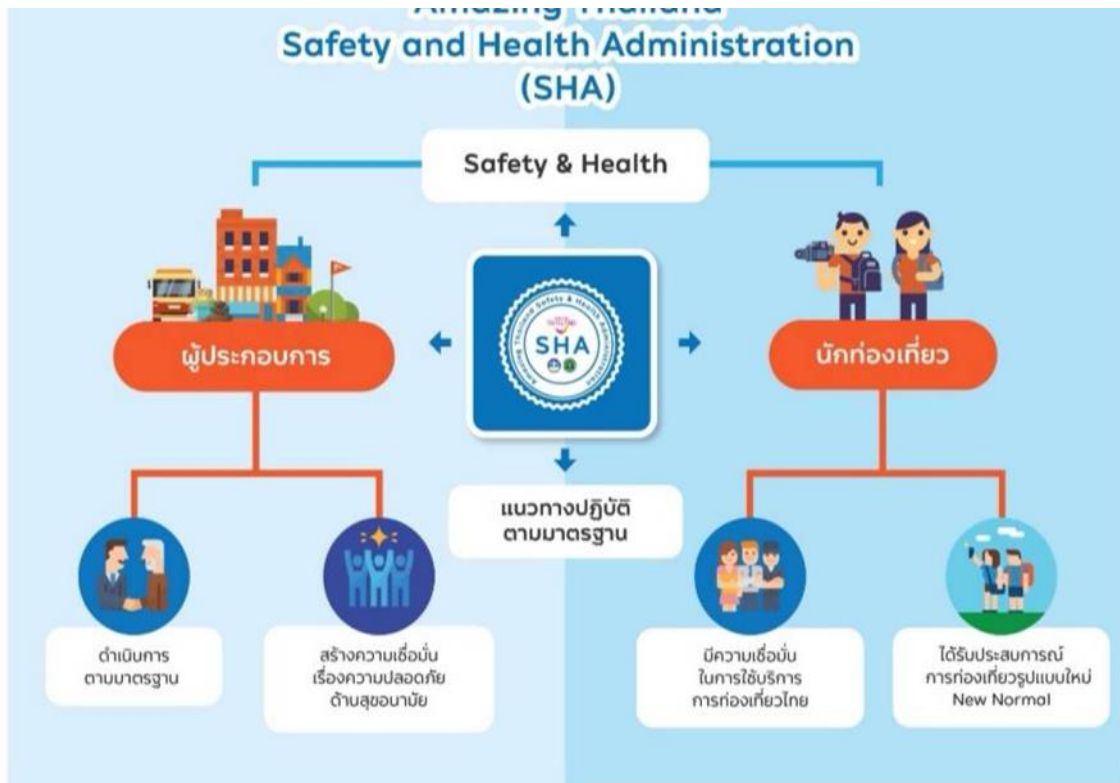 Amazing Thailand
Safety and Health Administration
(SHA)
Safety & Health
Amazing Thailand Safety & Health Administration
SHA
ผู้ประกอบการ
นักท่องเที่ยว
แนวทางปฏิบัติ
ตามมาตรฐาน
ดำเนินการ
ตามมาตรฐาน
สร้างความเชื่อมั่น
เรื่องความปลอดภัย
ด้านสุขอนามัย
มีความเชื่อมั่น
ในการใช้บริการ
การท่องเที่ยวไทย
ได้รับประสบการณ์
การท่องเที่ยวรูปแบบใหม่
New Normal